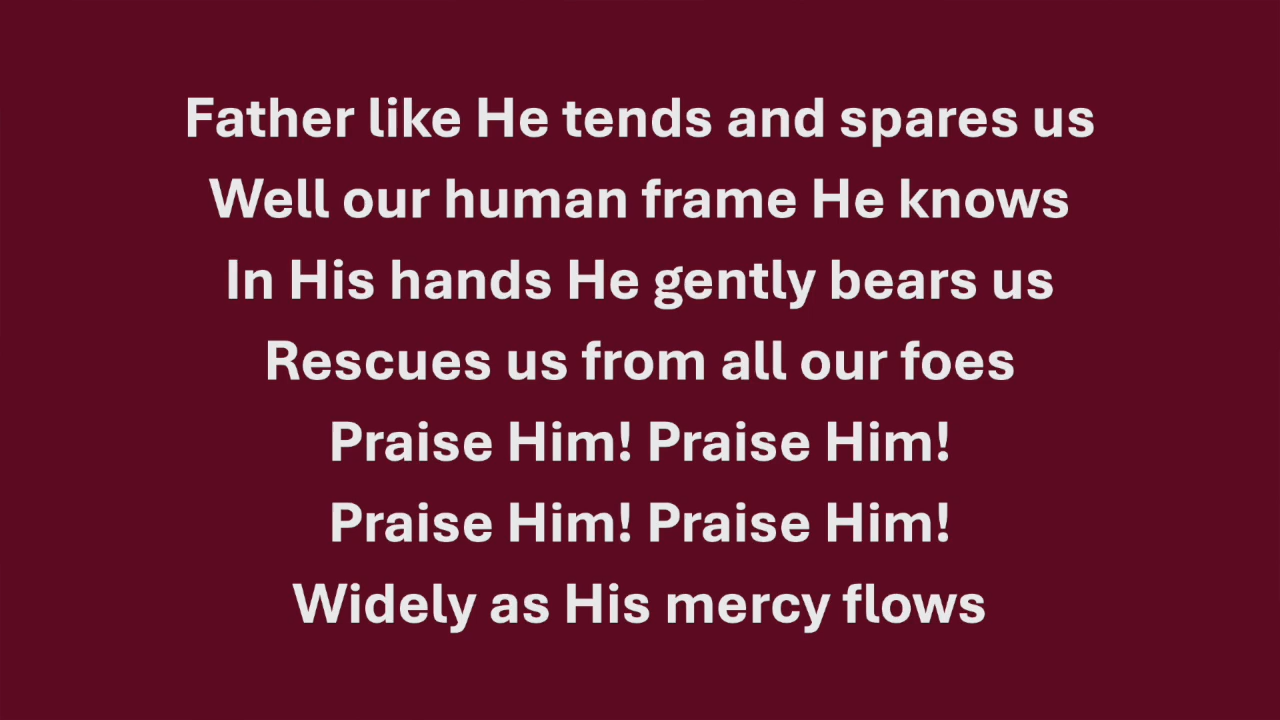 Father like He tends and spares us
Well our human frame He knows
In His hands He gently bears us
Rescues us from all our foes
Praise Him! Praise Him!
Praise Him! Praise Him!
Widely as His mercy flows